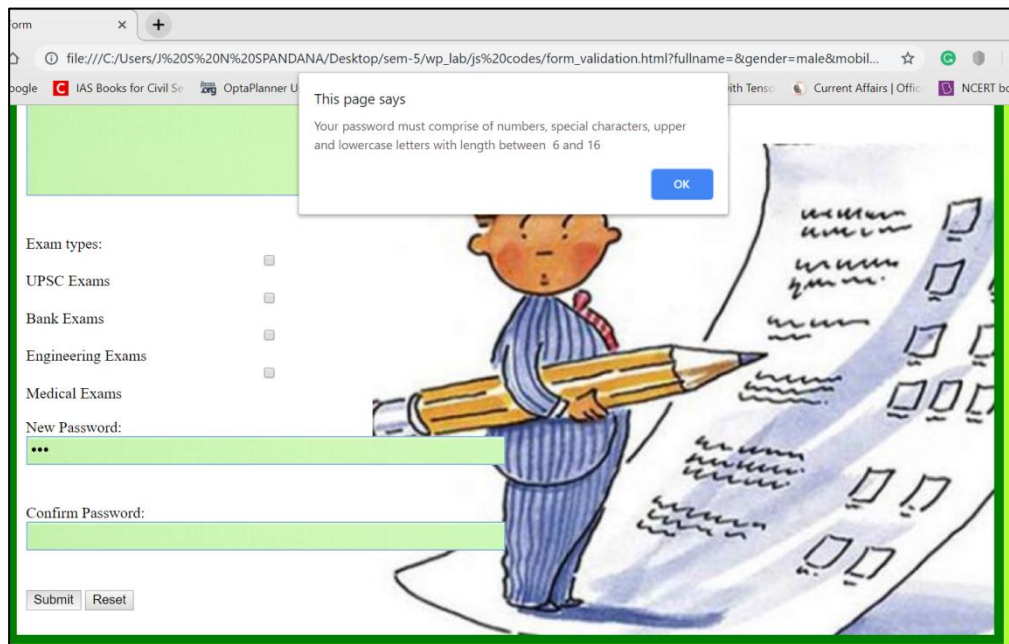 orm
file:///C:/Users/J%20S%20N%20SPANDANA/Desktop/sem-5/wp_lab/js%20codes/form_validation.html?fullname=&gender=male&mobil...
oogle C IAS Books for Civil Se OptaPlanner U ith Tenso Current Affairs | Offic NCERT bo
This page says
Your password must comprise of numbers, special characters, upper
and lowercase letters with length between 6 and 16
OK
Exam types:
UPSC Exams
Bank Exams
Engineering Exams
Medical Exams
New Password:
•••
Confirm Password:
Submit Reset